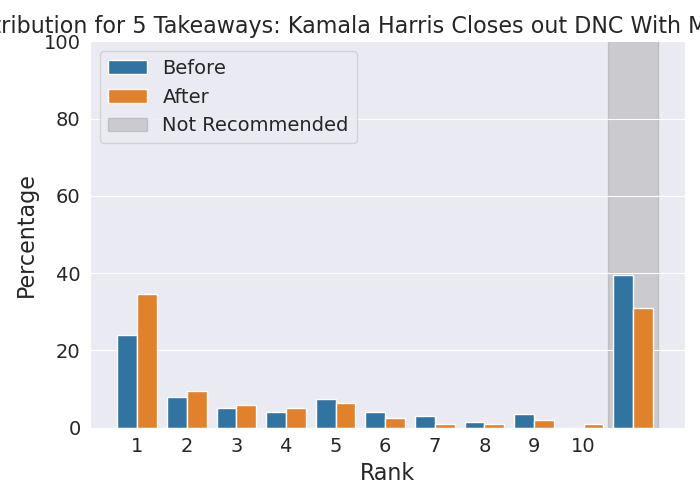 tribution for 5 Takeaways: Kamala Harris Closes out DNC With M
100
80
60
40
20
0
Percentage
Before
After
Not Recommended
1 2 3 4 5 6 7 8 9 10
Rank